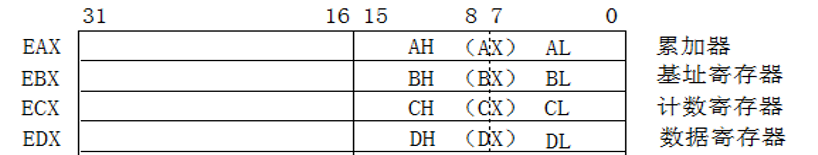 31 16 15 8 7 0
EAX AH （AX） AL 累加器
EBX BH （BX） BL 基址寄存器
ECX CH （CX） CL 计数寄存器
EDX DH （DX） DL 数据寄存器